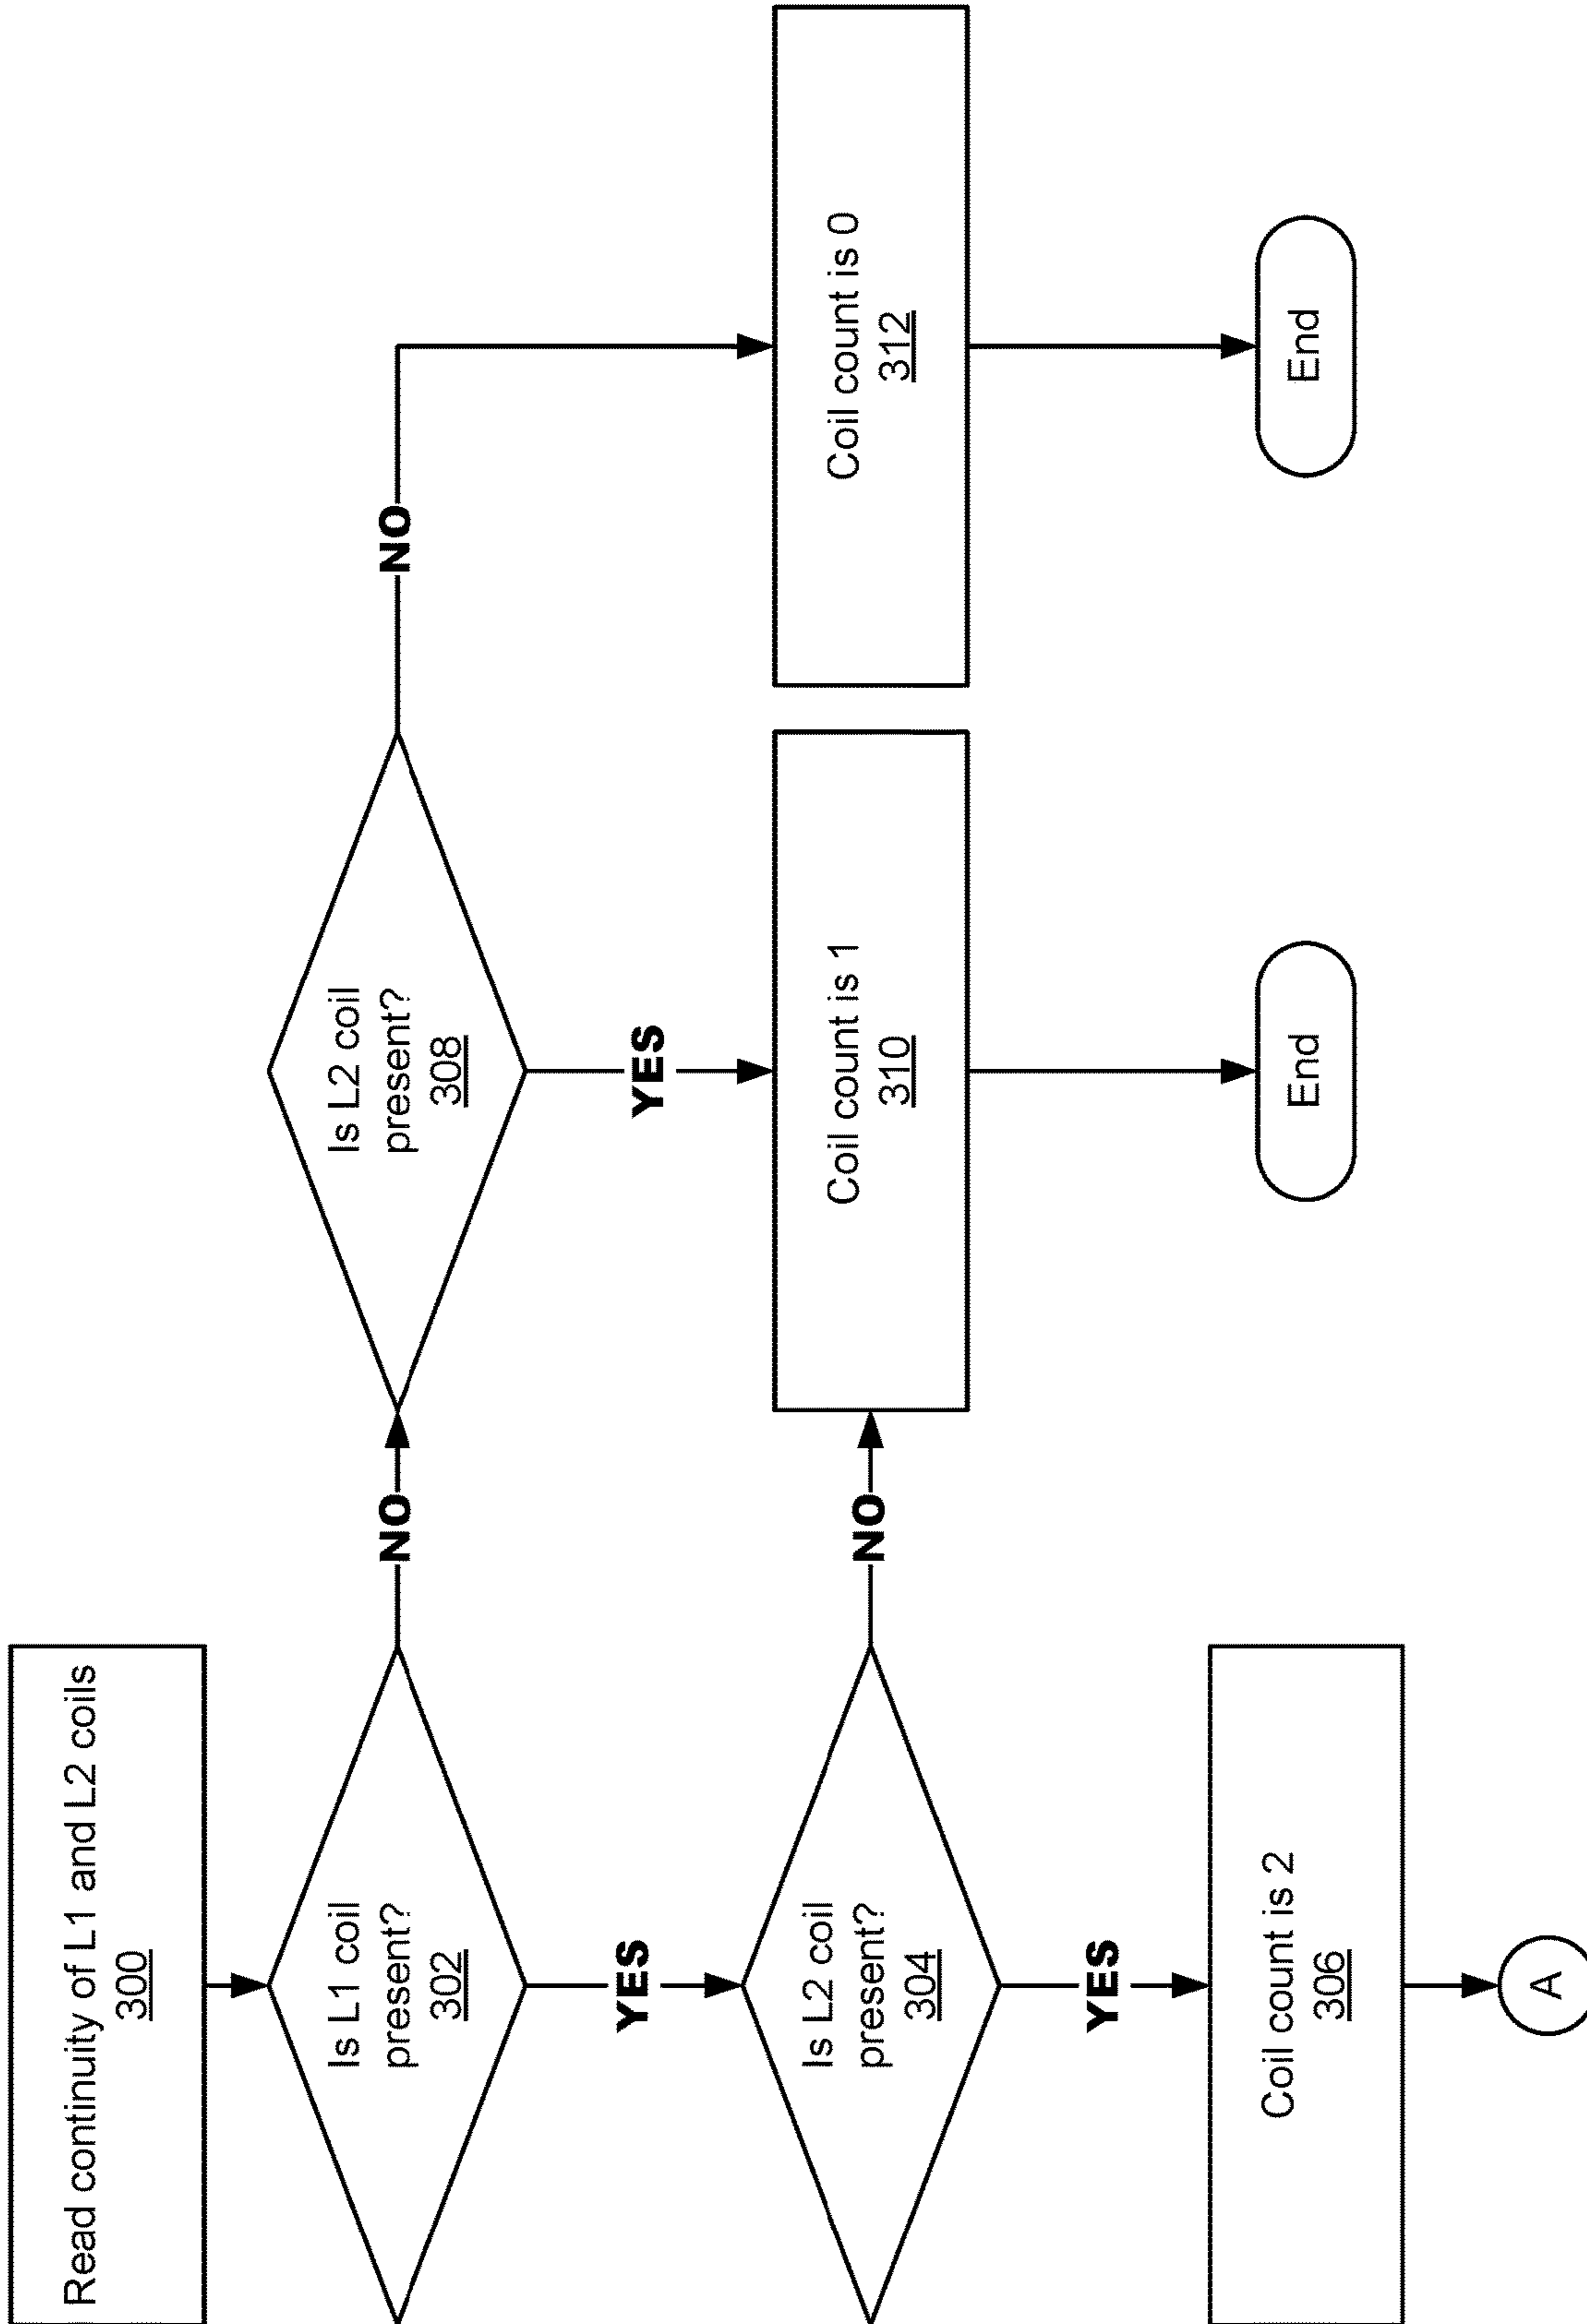 Read continuity of L1 and L2 coils
300
Is L1 coil
present?
302
NO
Is L2 coil
present?
308
NO
YES
YES
Is L2 coil
present?
304
NO
Coil count is 1
310
Coil count is 0
312
YES
Coil count is 2
306
End
End
A